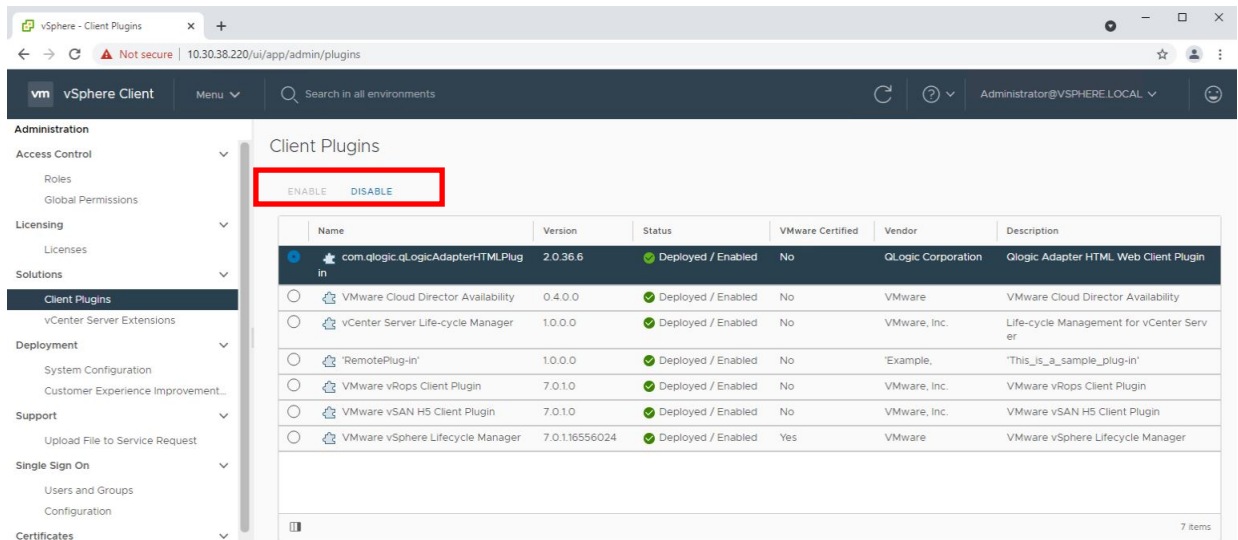 vSphere - Client Plugins
Not secure | 10.30.38.220/ui/app/admin/plugins
vm vSphere Client Menu Search in all environments Administrator@VSPHERE.LOCAL
Administration
Access Control
Roles
Global Permissions
Licensing
Licenses
Solutions
Client Plugins
vCenter Server Extensions
Deployment
System Configuration
Customer Experience Improvement...
Support
Upload File to Service Request
Single Sign On
Users and Groups
Configuration
Certificates
Client Plugins
ENABLE DISABLE
Name Version Status VMware Certified Vendor Description
com.qlogic.qLogicAdapterHTMLPlug 2.0.36.6 Deployed / Enabled No QLogic Corporation Qlogic Adapter HTML Web Client Plugin
in
VMware Cloud Director Availability 0.4.0.0 Deployed / Enabled No VMware VMware Cloud Director Availability
vCenter Server Life-cycle Manager 1.0.0.0 Deployed / Enabled No VMware, Inc. Life-cycle Management for vCenter Serv
er
'RemotePlug-in' 1.0.0.0 Deployed / Enabled No 'Example, 'This_is_a_sample_plug-in'
VMware vRops Client Plugin 7.0.1.0 Deployed / Enabled No VMware, Inc. VMware vRops Client Plugin
VMware vSAN H5 Client Plugin 7.0.1.0 Deployed / Enabled No VMware, Inc. VMware vSAN H5 Client Plugin
VMware vSphere Lifecycle Manager 7.0.1.16556024 Deployed / Enabled Yes VMware VMware vSphere Lifecycle Manager
7 items